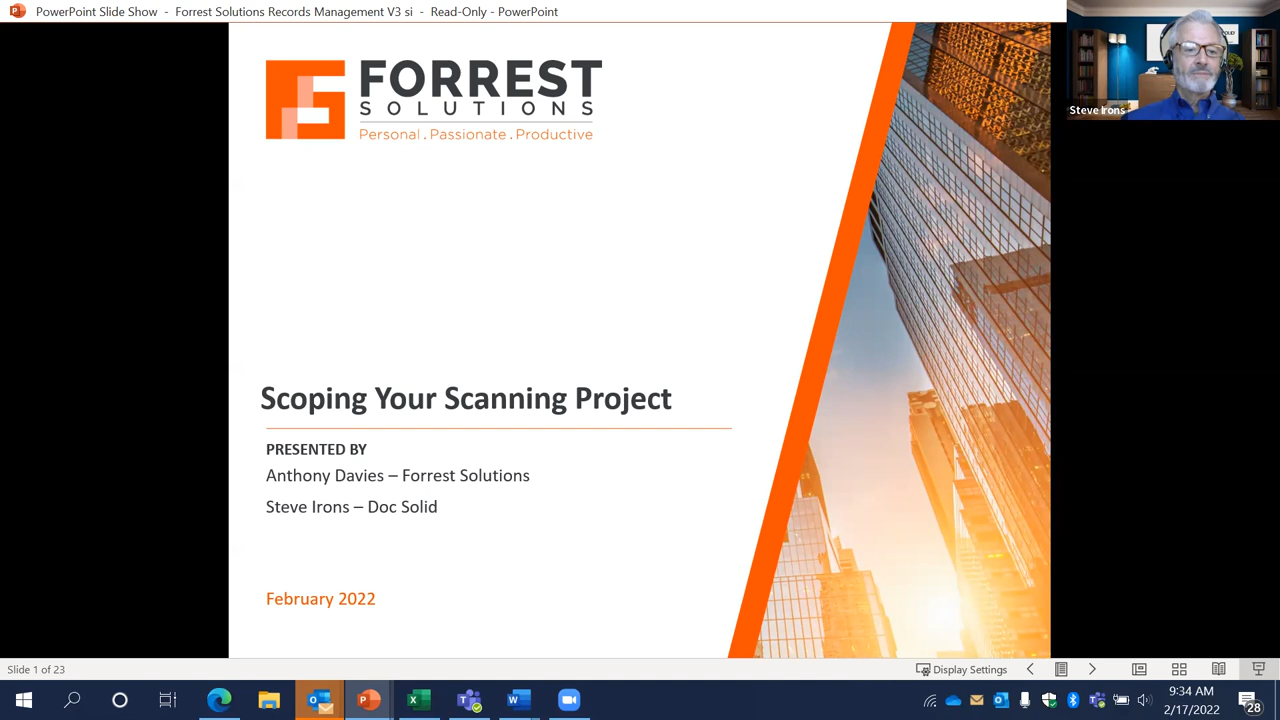 PowerPoint Slide Show - Forrest Solutions Records Management V3 si - Read-Only - PowerPoint
FORREST
SOLUTIONS
Personal . Passionate . Productive
Steve Irons
Scoping Your Scanning Project
PRESENTED BY
Anthony Davies – Forrest Solutions
Steve Irons – Doc Solid
February 2022
Slide 1 of 23
Display Settings
9:34 AM
2/17/2022
28